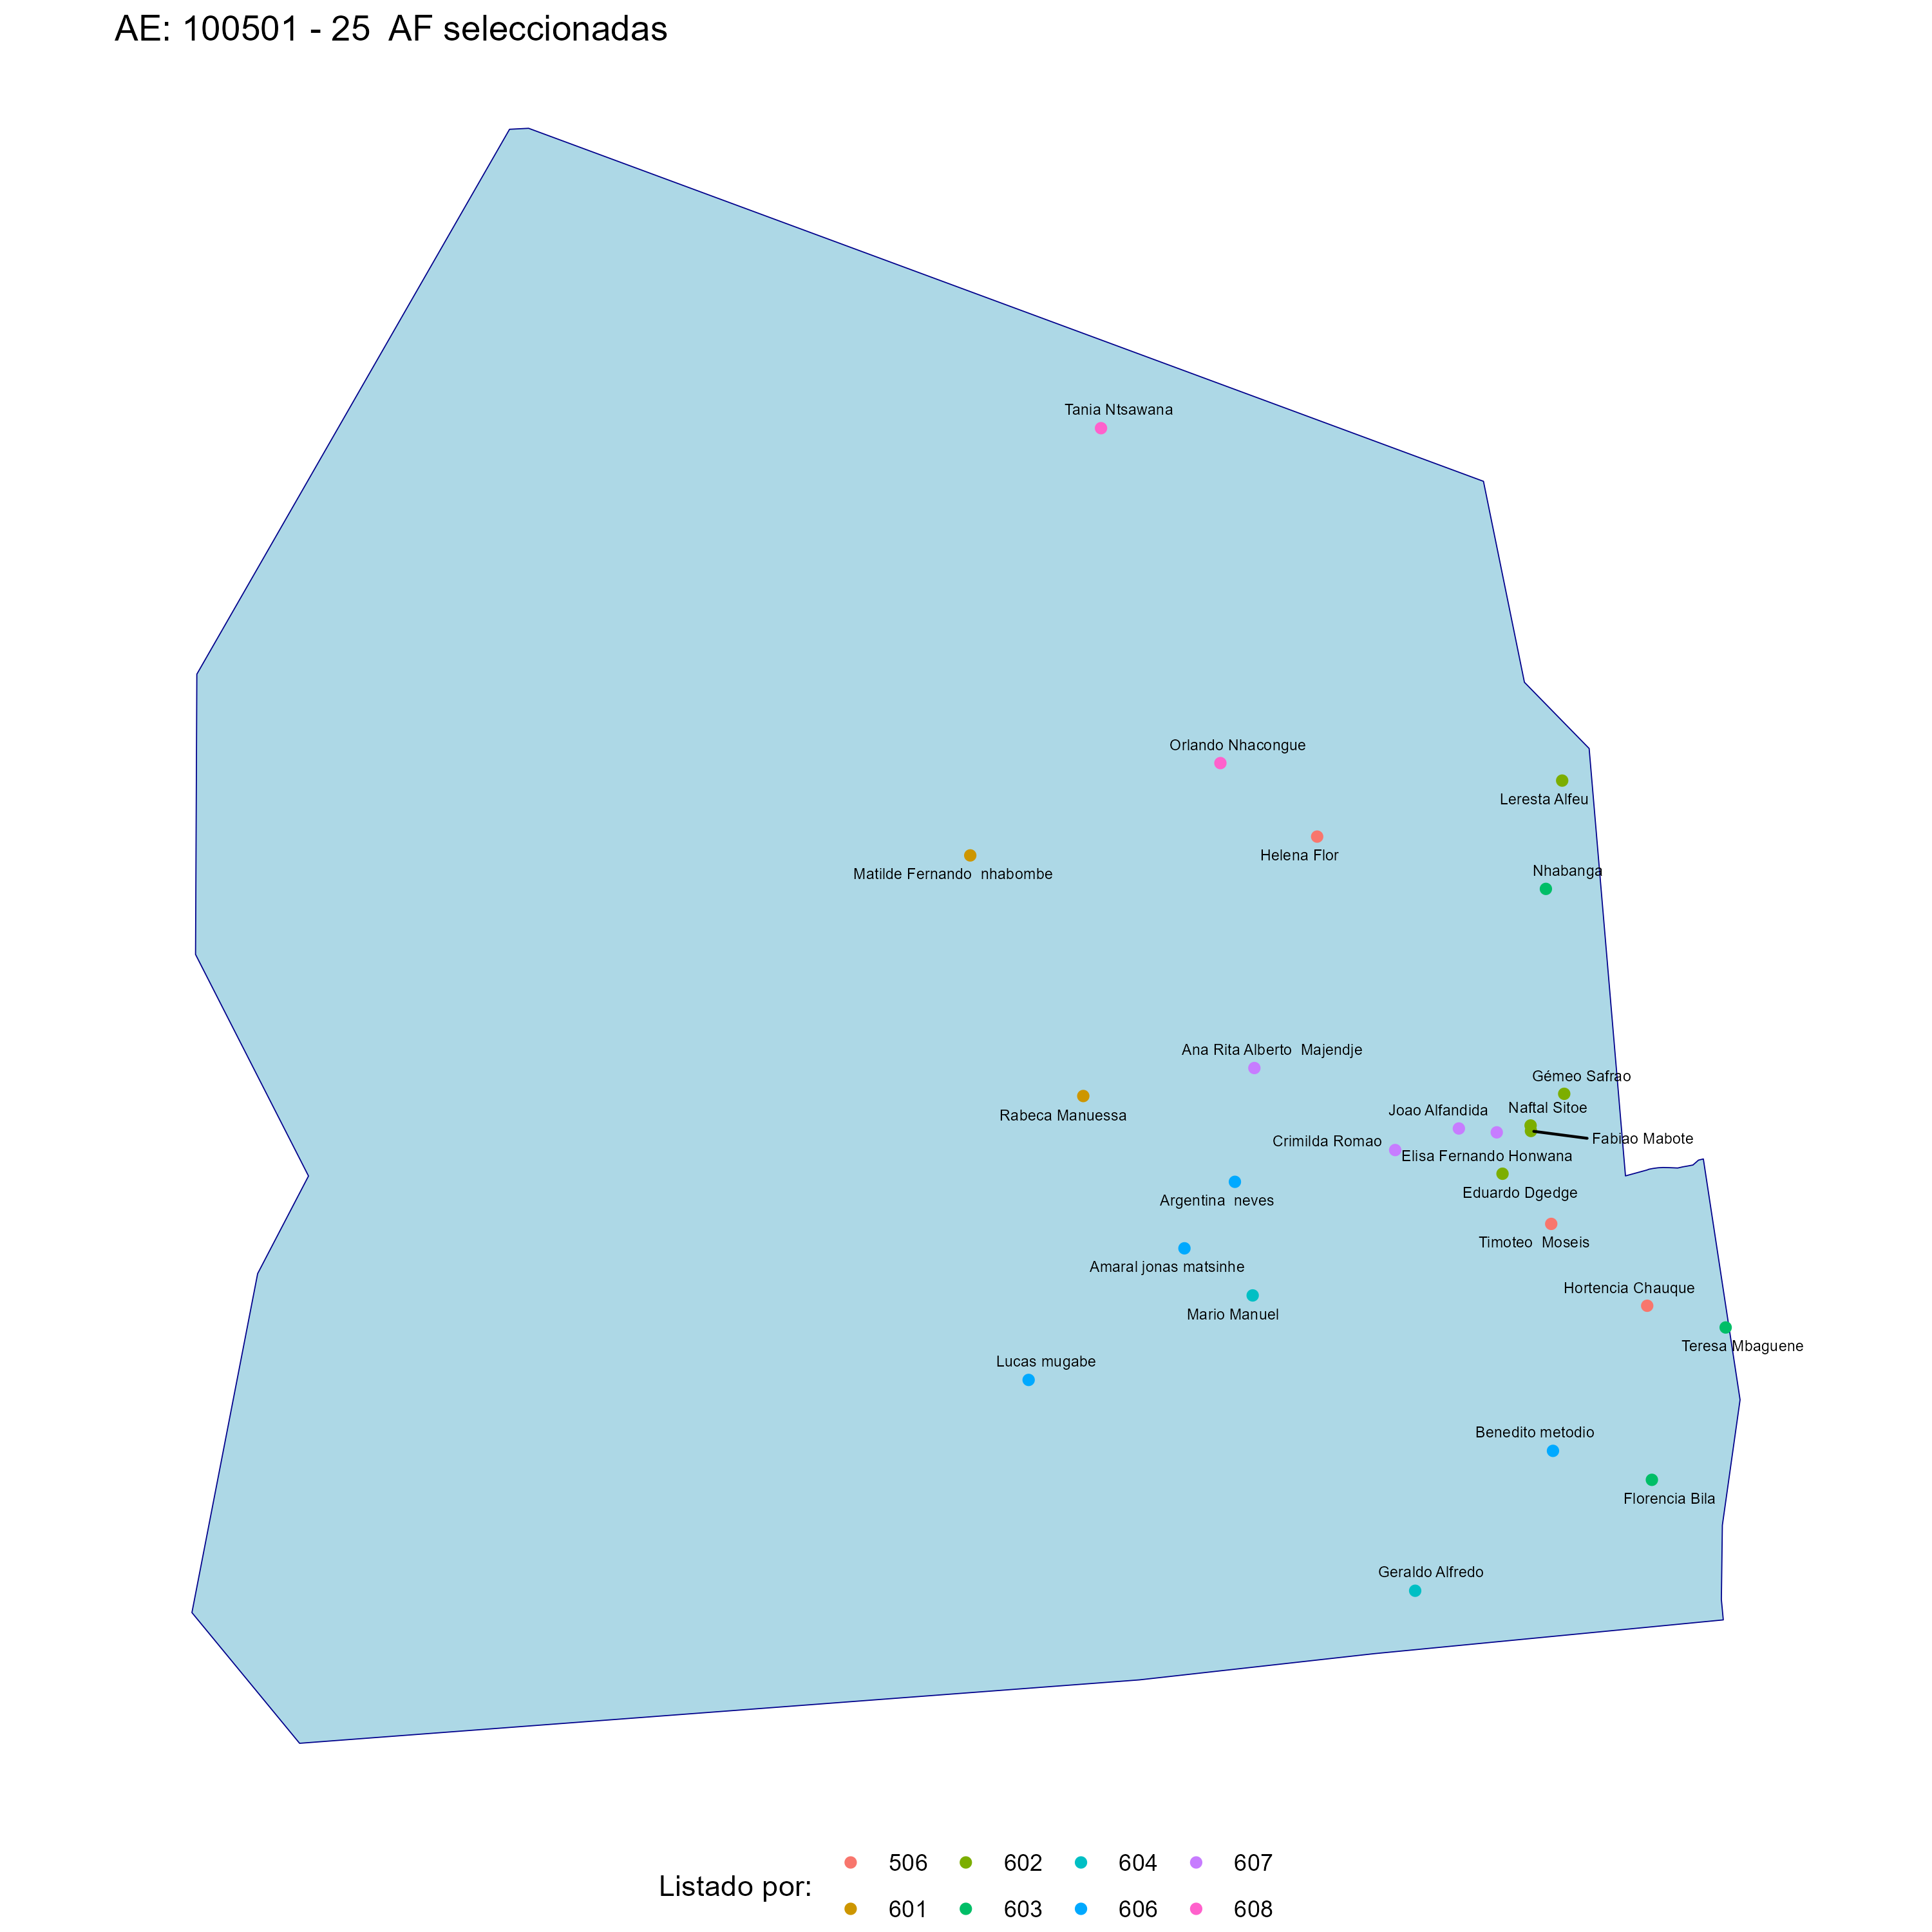 AE: 100501 - 25  AF seleccionadas
Tania Ntsawana
Orlando Nhacongue
Leresta Alfeu
Helena Flor
Matilde Fernando  nhabombe
Nhabanga
Ana Rita Alberto  Majendje
Gémeo Safrao
Rabeca Manuessa
Joao Alfandida
Naftal Sitoe
Fabiao Mabote
Crimilda Romao
Elisa Fernando Honwana
Eduardo Dgedge
Argentina  neves
Timoteo  Moseis
Amaral jonas matsinhe
Hortencia Chauque
Mario Manuel
Teresa Mbaguene
Lucas mugabe
Benedito metodio
Florencia Bila
Geraldo Alfredo
Listado por:
506 602 604 607
601 603 606 608